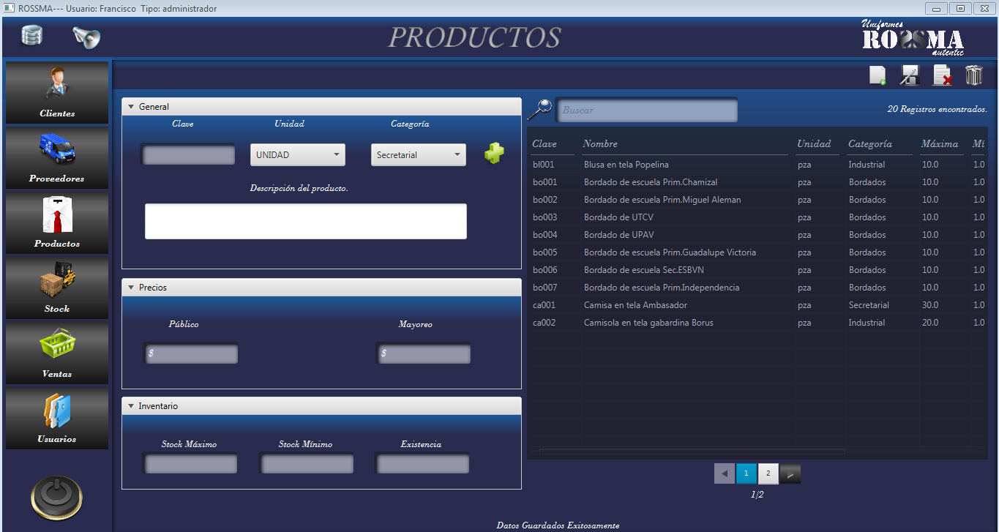 ROSSMA--- Usuario: Francisco Tipo: administrador
PRODUCTOS
Uniformes
ROSSMA
autentic
Clientes
Proveedores
Productos
Stock
Ventas
Usuarios
General
Clave Unidad Categoría
UNIDAD Secretarial
Descripción del producto.
Precios
Público Mayoreo
$ $
Inventario
Stock Máximo Stock Mínimo Existencia
Buscar
20 Registros encontrados.
Clave Nombre Unidad Categoría Máxima Mí
bl001 Blusa en tela Popelina pza Industrial 10.0 1.0
bo001 Bordado de escuela Prim.Chamizal pza Bordados 10.0 1.0
bo002 Bordado de escuela Prim.Miguel Aleman pza Bordados 10.0 1.0
bo003 Bordado de UTCV pza Bordados 10.0 1.0
bo004 Bordado de UPAV pza Bordados 10.0 1.0
bo005 Bordado de escuela Prim.Guadalupe Victoria pza Bordados 10.0 1.0
bo006 Bordado de escuela Sec.ESBVN pza Bordados 10.0 1.0
bo007 Bordado de escuela Prim.Independencia pza Bordados 10.0 1.0
ca001 Camisa en tela Ambasador pza Secretarial 30.0 1.0
ca002 Camisola en tela gabardina Borus pza Industrial 20.0 1.0
1 2
1/2
Datos Guardados Exitosamente